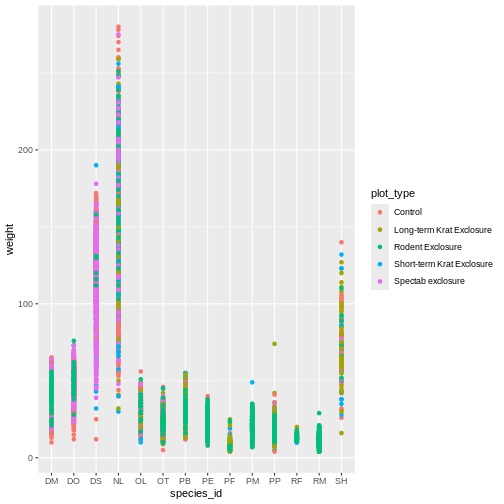 200
100
0
weight
DM DO DS NL OL OT PB PE PF PM PP RF RM SH
species_id
plot_type
Control
Long-term Krat Exclosure
Rodent Exclosure
Short-term Krat Exclosure
Spectab exclosure